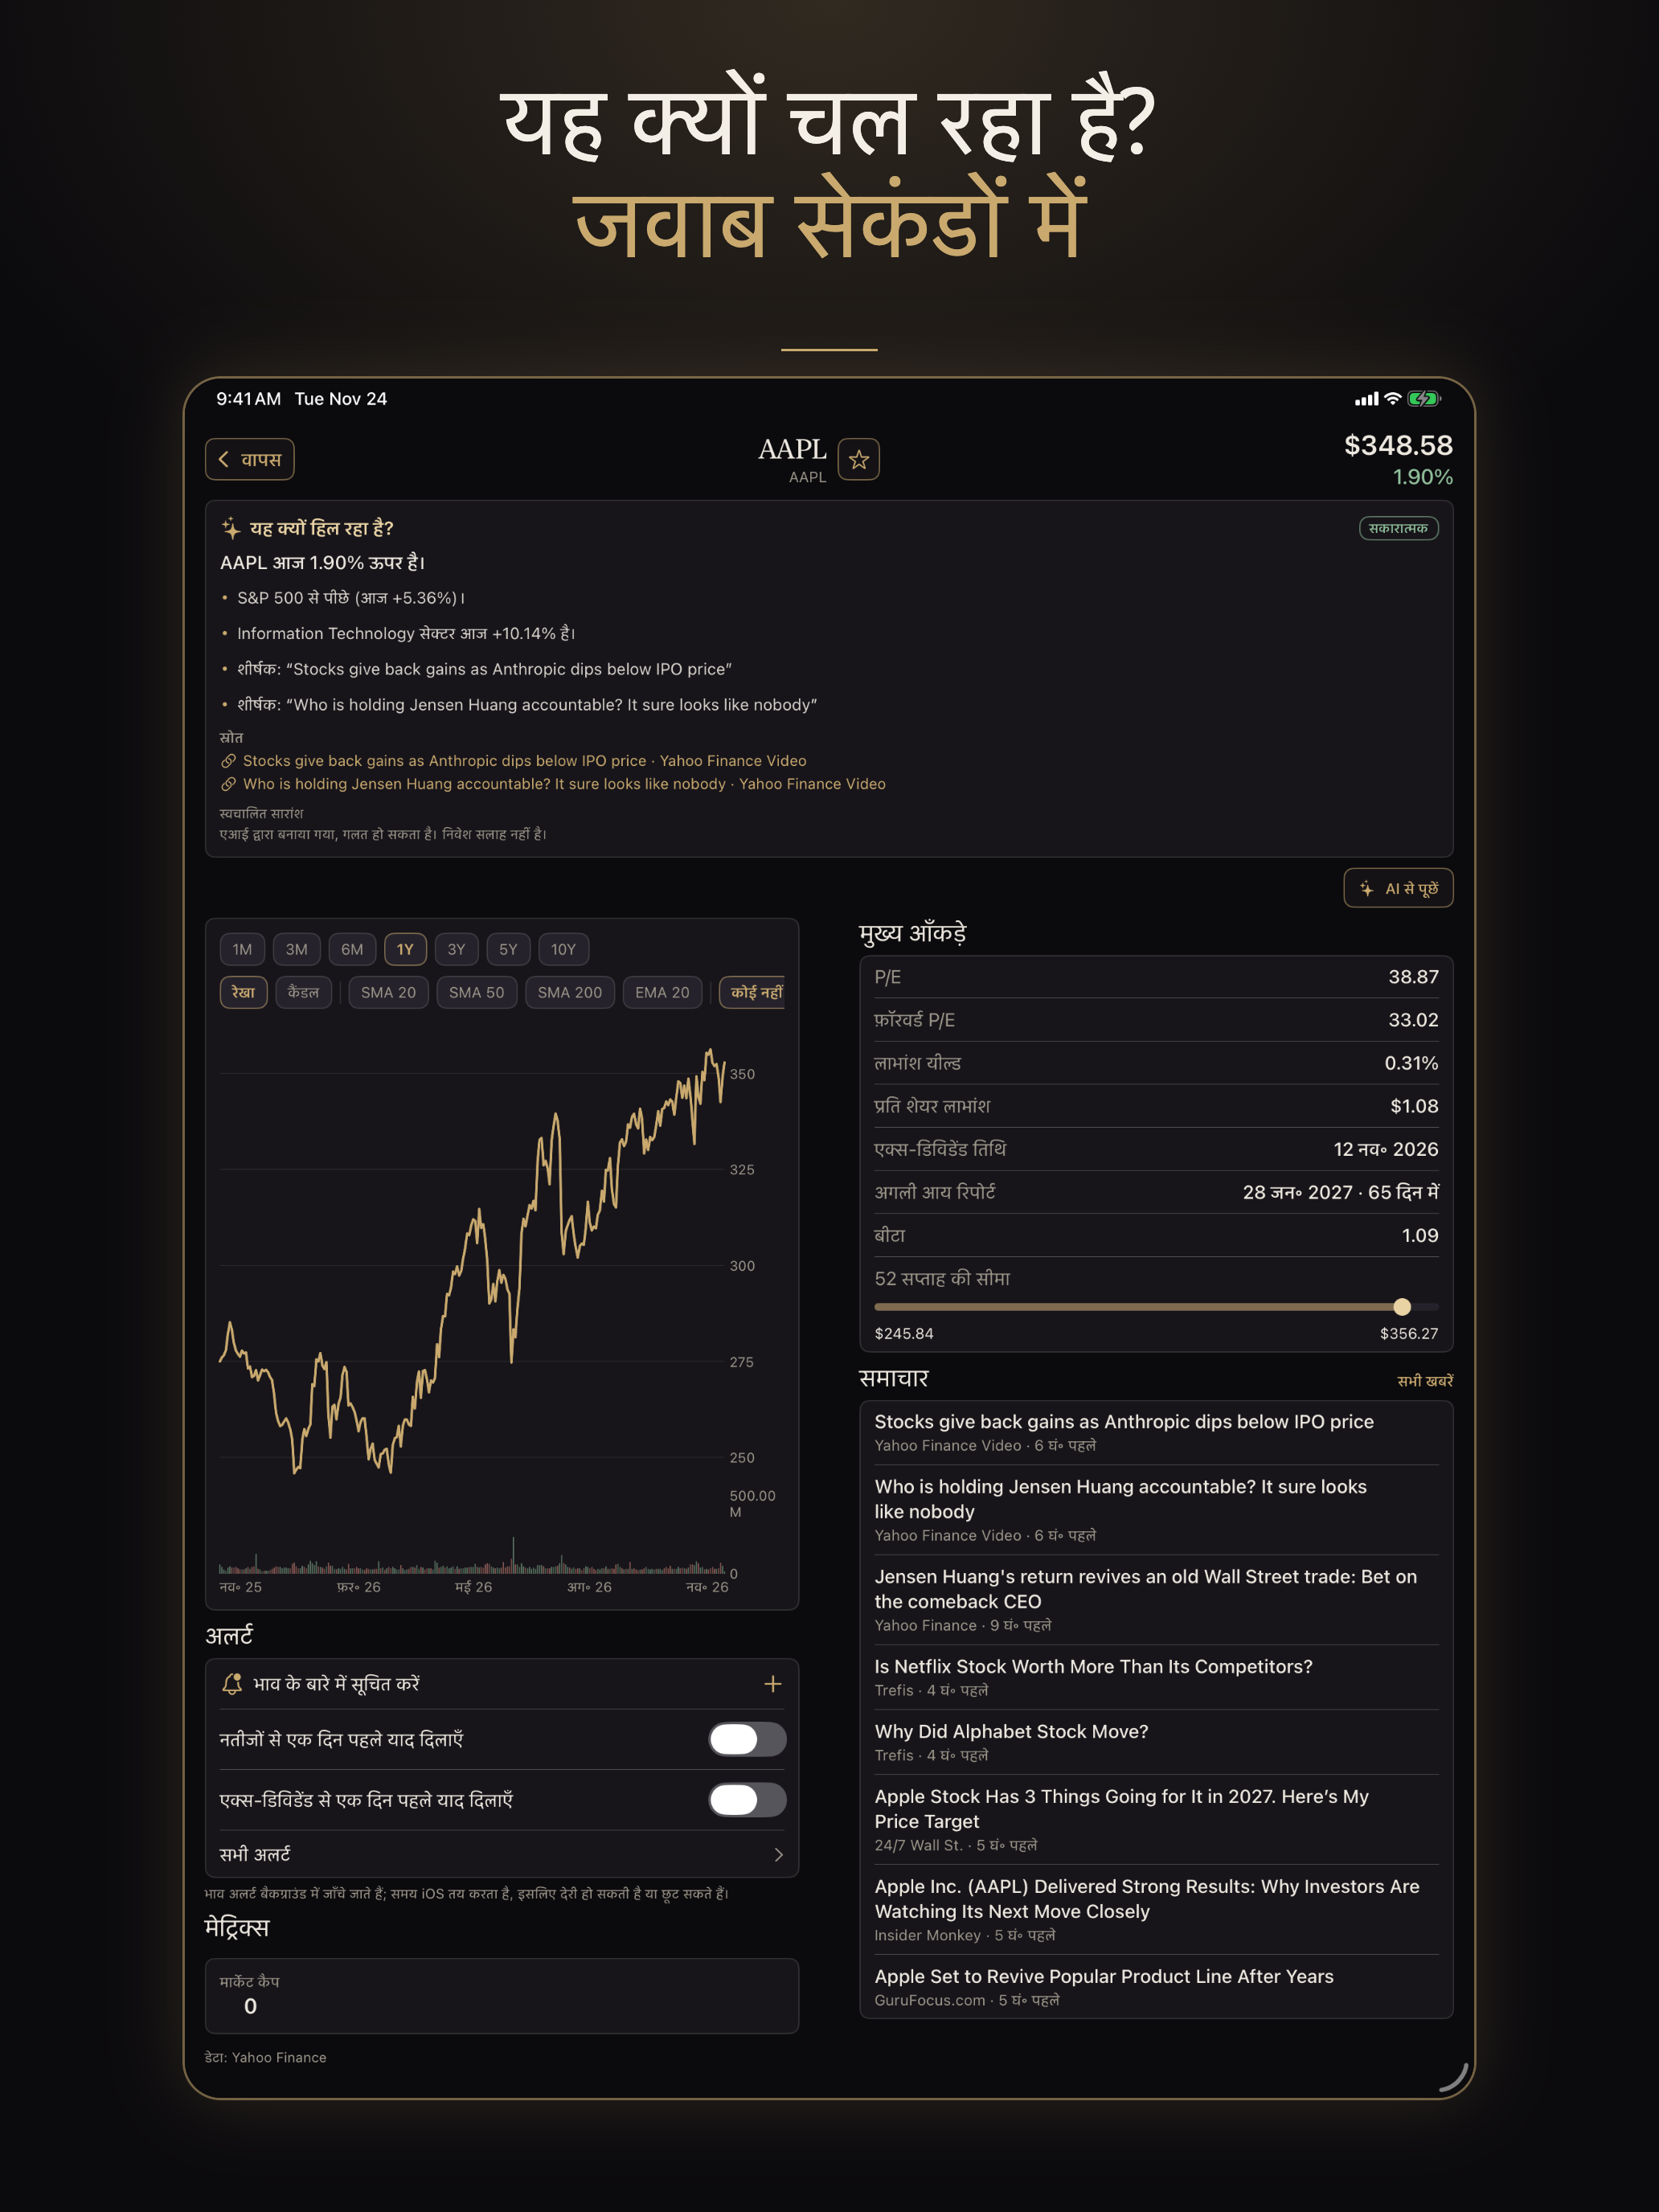 यह क्यों चल रहा है?
जवाब सेकंडों में
9:41 AM Tue Nov 24
वापस
AAPL
AAPL
$348.58
1.90%
यह क्यों हिल रहा है?
सकारात्मक
AAPL आज 1.90% ऊपर है।
• S&P 500 से पीछे (आज +5.36%)।
• Information Technology सेक्टर आज +10.14% है।
• शीर्षक: “Stocks give back gains as Anthropic dips below IPO price”
• शीर्षक: “Who is holding Jensen Huang accountable? It sure looks like nobody”
स्रोत
Stocks give back gains as Anthropic dips below IPO price · Yahoo Finance Video
Who is holding Jensen Huang accountable? It sure looks like nobody · Yahoo Finance Video
स्वचालित सारांश
एआई द्वारा बनाया गया, गलत हो सकता है। निवेश सलाह नहीं है।
AI से पूछें
1M 3M 6M 1Y 3Y 5Y 10Y
रेखा कैंडल SMA 20 SMA 50 SMA 200 EMA 20 कोई नहीं
350
325
300
275
250
500.00
M
0
नव॰ 25 फ़र॰ 26 मई 26 अग॰ 26 नव॰ 26
अलर्ट
भाव के बारे में सूचित करें
नतीजों से एक दिन पहले याद दिलाएँ
एक्स-डिविडेंड से एक दिन पहले याद दिलाएँ
सभी अलर्ट
भाव अलर्ट बैकग्राउंड में जाँचे जाते हैं; समय iOS तय करता है, इसलिए देरी हो सकती है या छूट सकते हैं।
मेट्रिक्स
मार्केट कैप
0
डेटा: Yahoo Finance
मुख्य आँकड़े
P/E 38.87
फ़ॉरवर्ड P/E 33.02
लाभांश यील्ड 0.31%
प्रति शेयर लाभांश $1.08
एक्स-डिविडेंड तिथि 12 नव॰ 2026
अगली आय रिपोर्ट 28 जन॰ 2027 · 65 दिन में
बीटा 1.09
52 सप्ताह की सीमा
$245.84 $356.27
समाचार सभी खबरें
Stocks give back gains as Anthropic dips below IPO price
Yahoo Finance Video · 6 घं॰ पहले
Who is holding Jensen Huang accountable? It sure looks
like nobody
Yahoo Finance Video · 6 घं॰ पहले
Jensen Huang's return revives an old Wall Street trade: Bet on
the comeback CEO
Yahoo Finance · 9 घं॰ पहले
Is Netflix Stock Worth More Than Its Competitors?
Trefis · 4 घं॰ पहले
Why Did Alphabet Stock Move?
Trefis · 4 घं॰ पहले
Apple Stock Has 3 Things Going for It in 2027. Here’s My
Price Target
24/7 Wall St. · 5 घं॰ पहले
Apple Inc. (AAPL) Delivered Strong Results: Why Investors Are
Watching Its Next Move Closely
Insider Monkey · 5 घं॰ पहले
Apple Set to Revive Popular Product Line After Years
GuruFocus.com · 5 घं॰ पहले